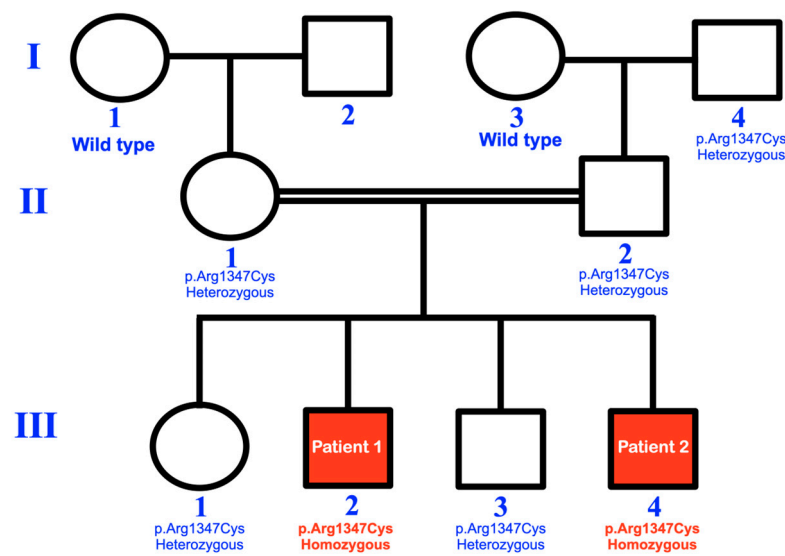 I
1
Wild type
2
3
Wild type
4
p.Arg1347Cys
Heterozygous
II
1
p.Arg1347Cys
Heterozygous
2
p.Arg1347Cys
Heterozygous
III
Patient 1
Patient 2
1
p.Arg1347Cys
Heterozygous
2
p.Arg1347Cys
Homozygous
3
p.Arg1347Cys
Heterozygous
4
p.Arg1347Cys
Homozygous